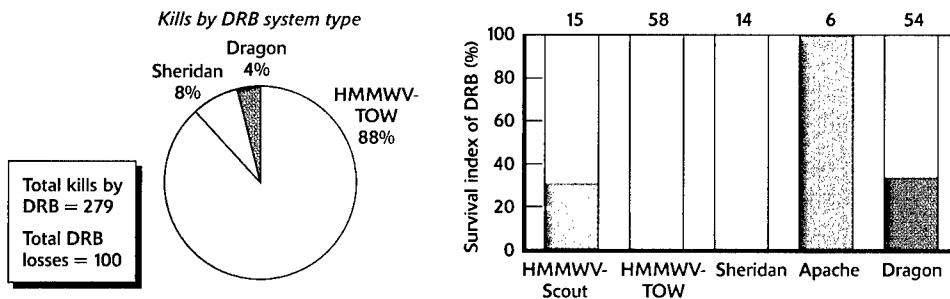 Kills by DRB system type
Dragon
4%
Sheridan
8%
HMMWV-
TOW
88%
Total kills by
DRB = 279
Total DRB
losses = 100
15 58 14 6 54
Survival index of DRB (%)
100
80
60
40
20
0
HMMWV-
Scout
HMMWV-
TOW
Sheridan
Apache
Dragon